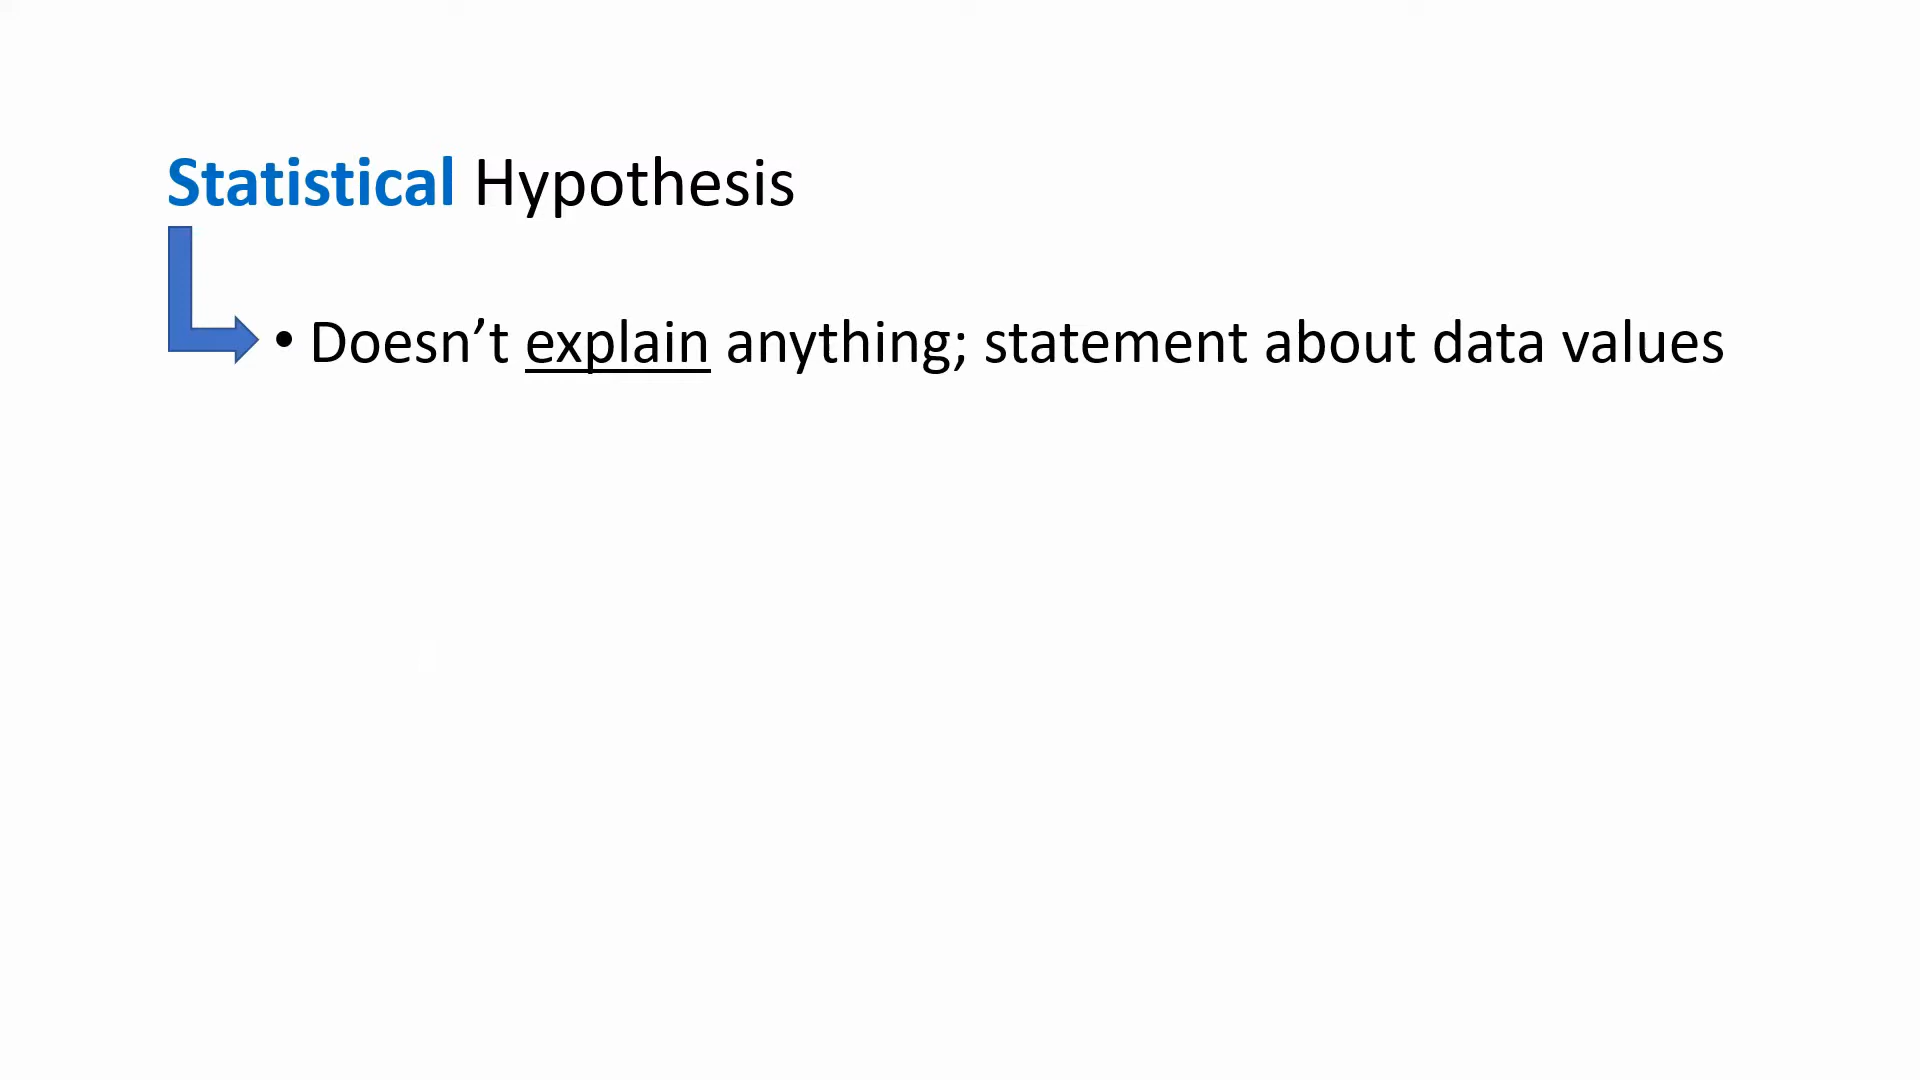 Statistical Hypothesis
• Doesn’t explain anything; statement about data values